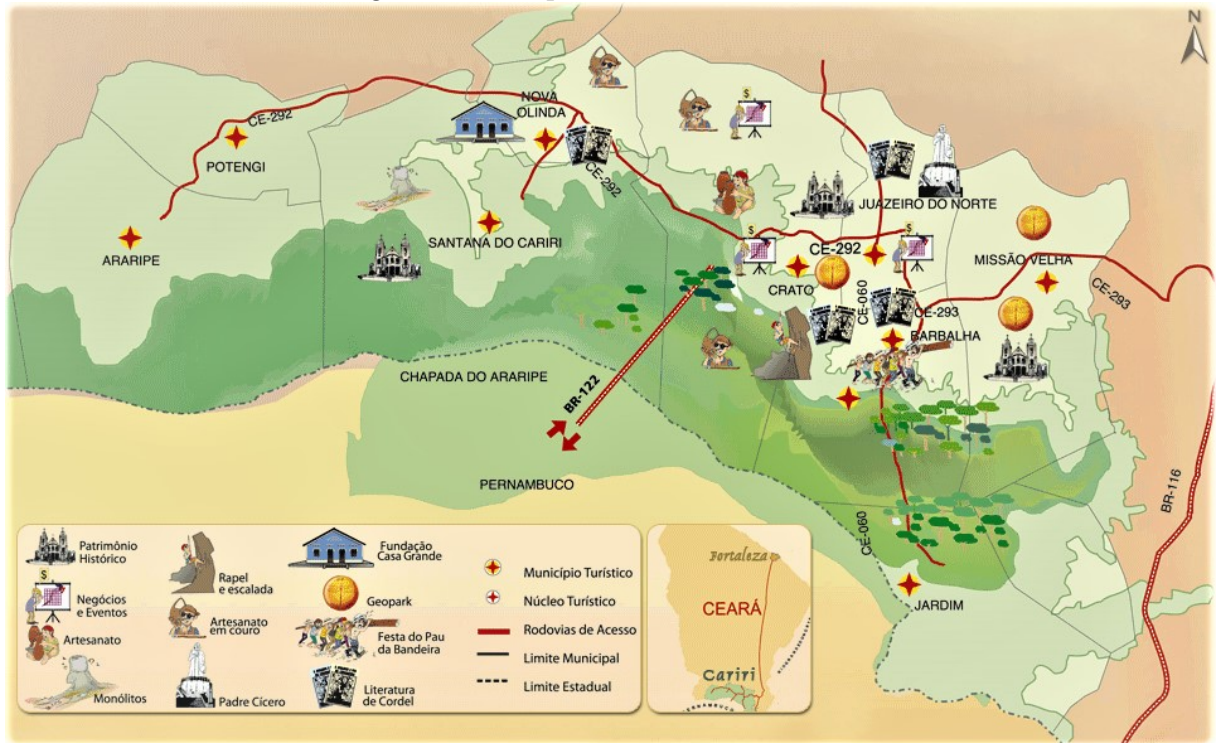 N
NOVA
OLINDA
CE-292
POTENGI
CE-292
JUAZEIRO DO NORTE
SANTANA DO CARIRI
ARARIPE
CE-292
MISSÃO VELHA
CRATO
CE-293
CE-060
CE-293
BARBALHA
CHAPADA DO ARARIPE
BR-122
PERNAMBUCO
BR-116
CE-060
JARDIM
$
$
$
Patrimônio
Histórico
$
Negócios
e Eventos
Artesanato
Monólitos
Rapel
e escalada
Artesanato
em couro
Padre Cícero
Fundação
Casa Grande
Geopark
Festa do Pau
da Bandeira
Literatura
de Cordel
Município Turístico
Núcleo Turístico
Rodovias de Acesso
Limite Municipal
Limite Estadual
Fortaleza
CEARÁ
Cariri
PERNAMBUCO